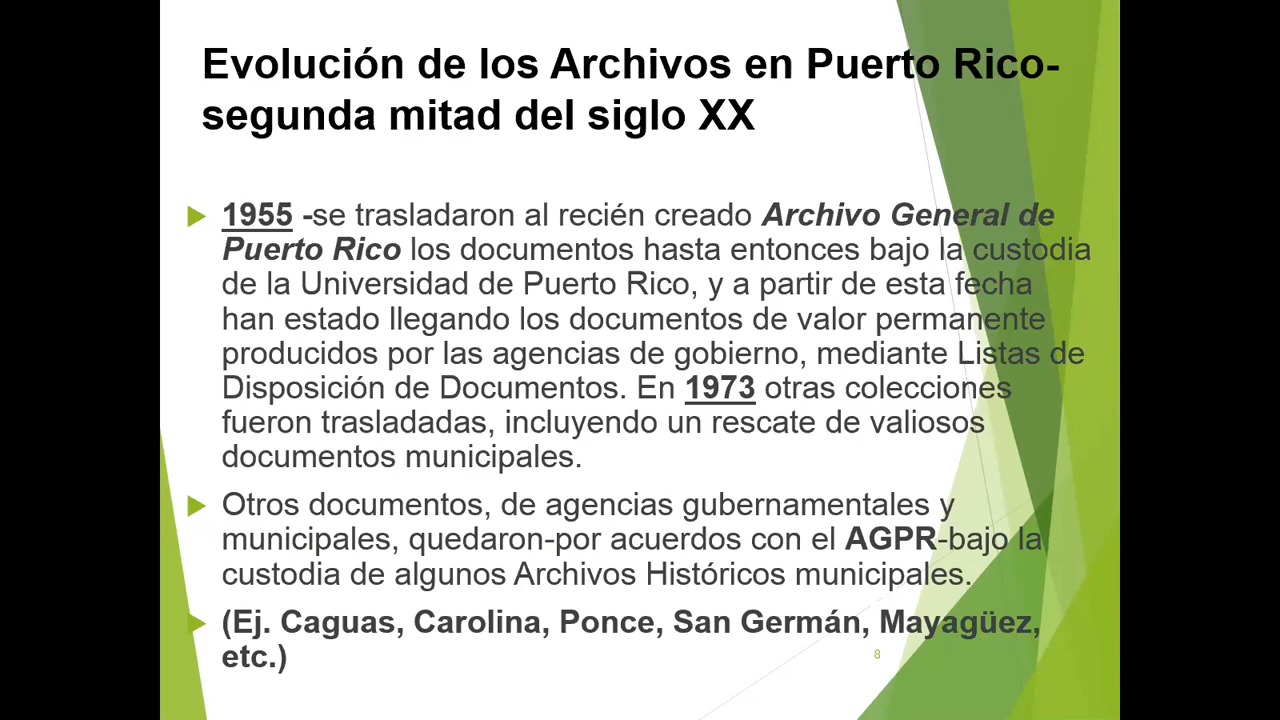 Evolución de los Archivos en Puerto Rico-
segunda mitad del siglo XX
1955 -se trasladaron al recién creado Archivo General de
Puerto Rico los documentos hasta entonces bajo la custodia
de la Universidad de Puerto Rico, y a partir de esta fecha
han estado llegando los documentos de valor permanente
producidos por las agencias de gobierno, mediante Listas de
Disposición de Documentos. En 1973 otras colecciones
fueron trasladadas, incluyendo un rescate de valiosos
documentos municipales.
Otros documentos, de agencias gubernamentales y
municipales, quedaron-por acuerdos con el AGPR-bajo la
custodia de algunos Archivos Históricos municipales.
(Ej. Caguas, Carolina, Ponce, San Germán, Mayagüez,
etc.)
8